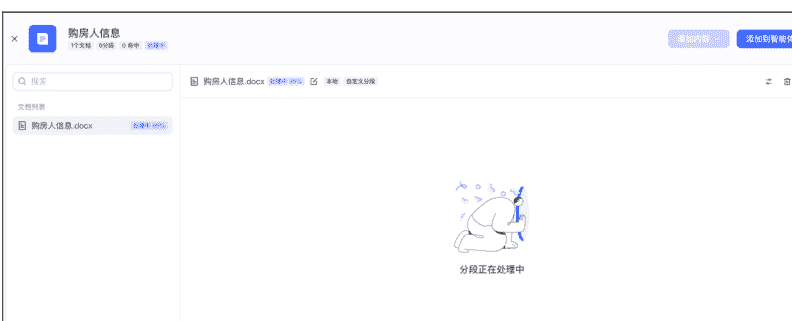 购房人信息
1个文档 0分段 0命中 处理中
添加内容
添加到智能体
搜索
文档列表
购房人信息.docx 处理中 99%
购房人信息.docx 处理中 99% 本地 自定义分段
分段正在处理中